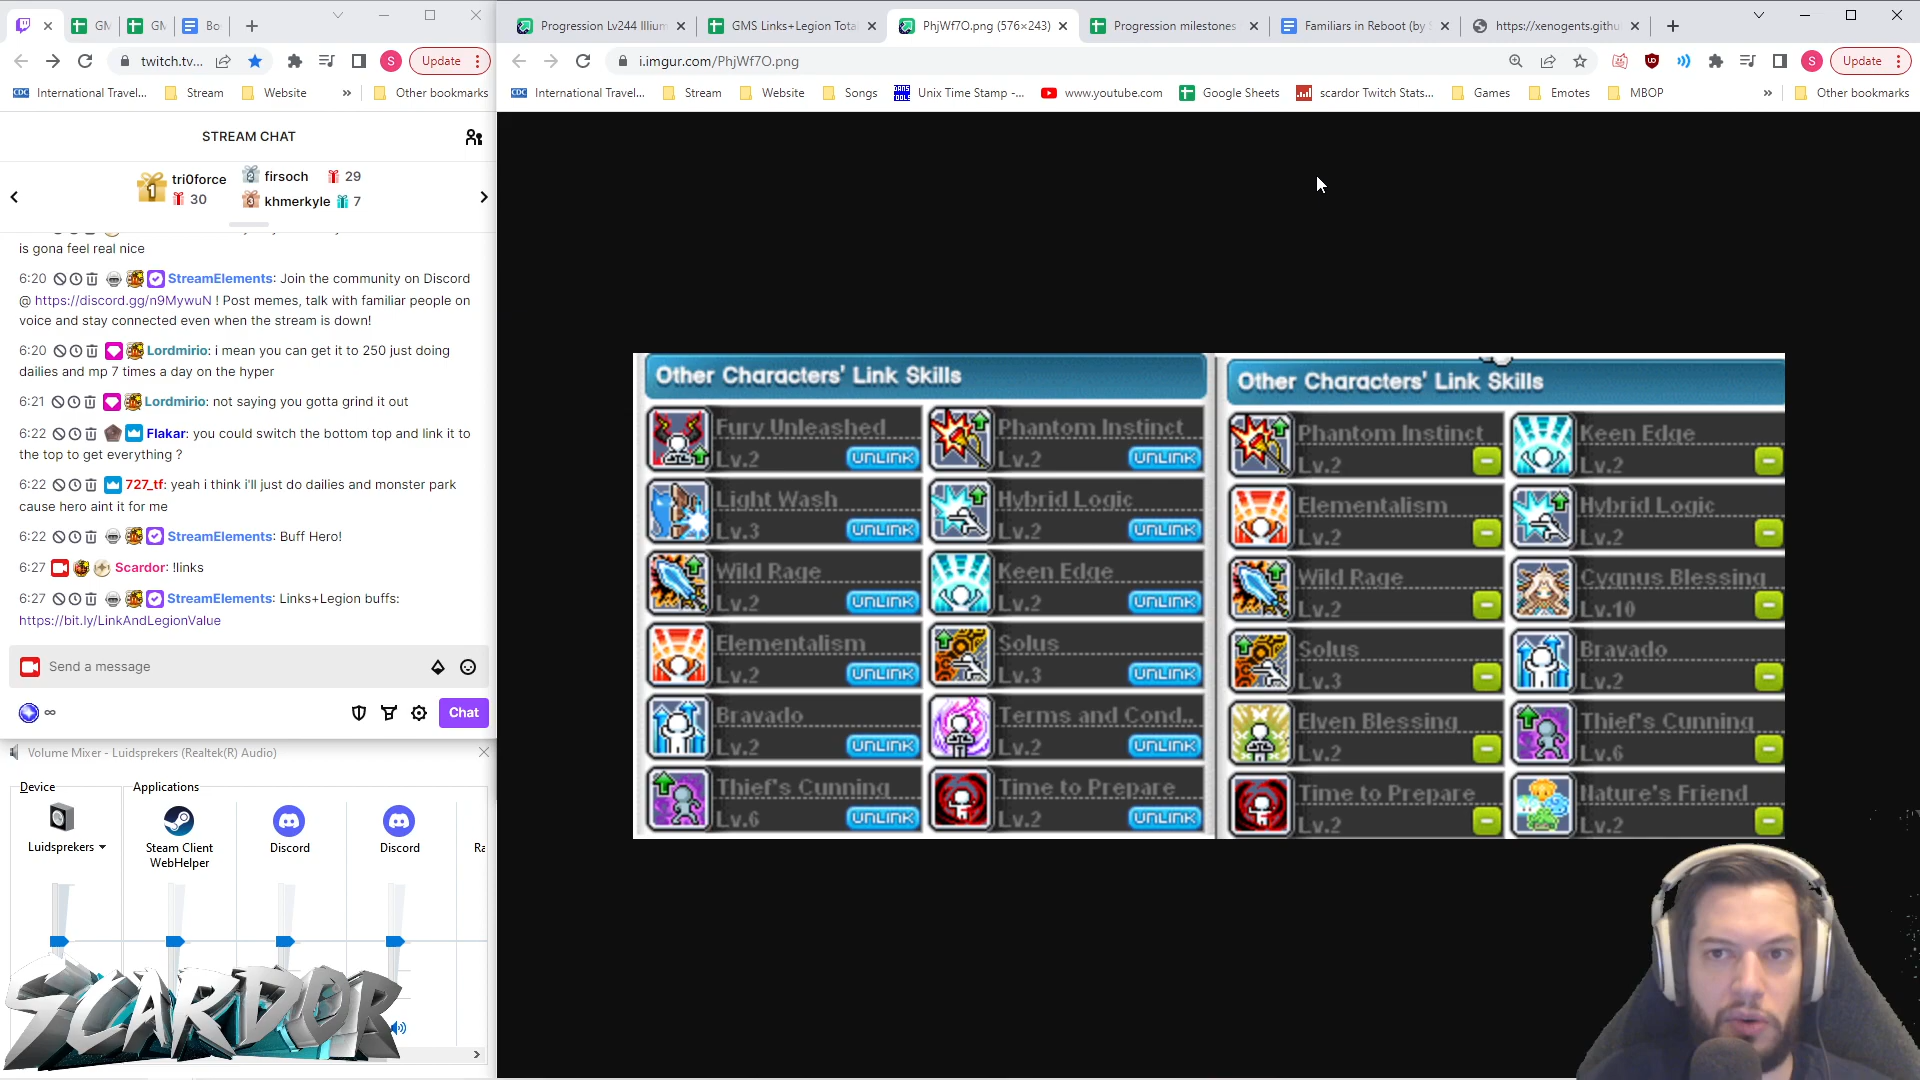 GM
GM
Bo
Progression Lv244 Illium
GMS Links+Legion Tota
PhjWf7O.png (576×243)
Progression milestones
Familiars in Reboot (by
https://xenogents.githu
twitch.tv...
S
Update
i.imgur.com/PhjWf7O.png
S
Update
International Travel...
Stream
Website
»
Other bookmarks
International Travel...
Stream
Website
Songs
Unix Time Stamp -...
www.youtube.com
Google Sheets
scardor Twitch Stats...
Games
Emotes
MBOP
»
Other bookmarks
STREAM CHAT
1 tri0force
30
2 firsoch 29
3 khmerkyle 7
is gona feel real nice
6:20 StreamElements: Join the community on Discord
@ https://discord.gg/n9MywuN ! Post memes, talk with familiar people on
voice and stay connected even when the stream is down!
6:20 Lordmirio: i mean you can get it to 250 just doing
dailies and mp 7 times a day on the hyper
6:21 Lordmirio: not saying you gotta grind it out
6:22 Flakar: you could switch the bottom top and link it to
the top to get everything ?
6:22 727_tf: yeah i think i'll just do dailies and monster park
cause hero aint it for me
6:22 StreamElements: Buff Hero!
6:27 Scardor: !links
6:27 StreamElements: Links+Legion buffs:
https://bit.ly/LinkAndLegionValue
Send a message
∞
Chat
Volume Mixer - Luidsprekers (Realtek(R) Audio)
Device
Applications
Luidsprekers
Steam Client
WebHelper
Discord
Discord
Ra
SCARDOR
Other Characters' Link Skills
Fury Unleashed
Lv.2
UNLINK
Phantom Instinct
Lv.2
UNLINK
Light Wash
Lv.3
UNLINK
Hybrid Logic
Lv.2
UNLINK
Wild Rage
Lv.2
UNLINK
Keen Edge
Lv.2
UNLINK
Elementalism
Lv.2
UNLINK
Solus
Lv.3
UNLINK
Bravado
Lv.2
UNLINK
Terms and Cond..
Lv.2
UNLINK
Thief's Cunning
Lv.6
UNLINK
Time to Prepare
Lv.2
UNLINK
Other Characters' Link Skills
Phantom Instinct
Lv.2
Keen Edge
Lv.2
Elementalism
Lv.2
Hybrid Logic
Lv.2
Wild Rage
Lv.2
Cygnus Blessing
Lv.10
Solus
Lv.3
Bravado
Lv.2
Elven Blessing
Lv.2
Thief's Cunning
Lv.6
Time to Prepare
Lv.2
Nature's Friend
Lv.2